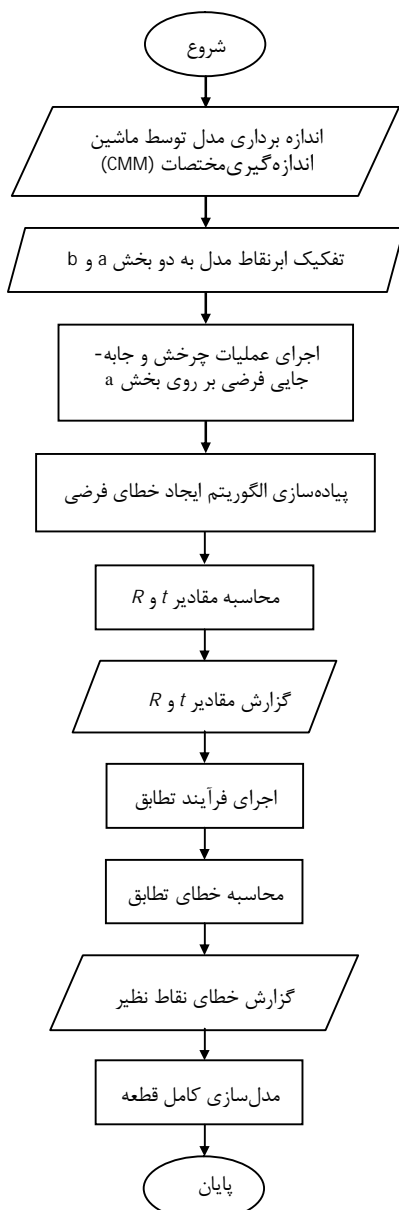 شروع
اندازه برداری مدل توسط ماشین
اندازه‌گیری‌مختصات (CMM)
تفکیک ابرنقاط مدل به دو بخش a و b
اجرای عملیات چرخش و جابه-
جایی فرضی بر روی بخش a
پیاده‌سازی الگوریتم ایجاد خطای فرضی
محاسبه مقادیر t و R
گزارش مقادیر t و R
اجرای فرآیند تطابق
محاسبه خطای تطابق
گزارش خطای نقاط نظیر
مدل‌سازی کامل قطعه
پایان